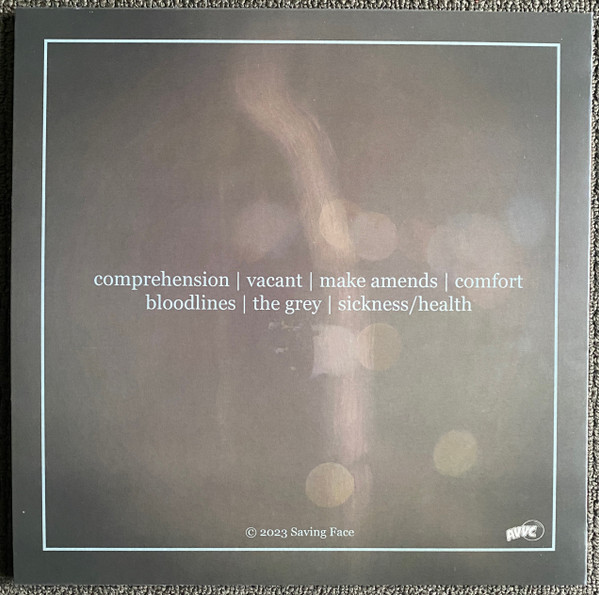 comprehension | vacant | make amends | comfort
bloodlines | the grey | sickness/health
© 2023 Saving Face
AVVC